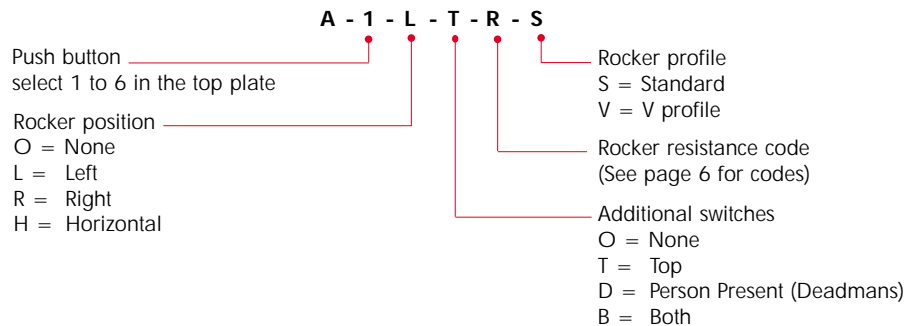 A - 1 - L - T - R - S
Push button
select 1 to 6 in the top plate
Rocker position
O = None
L = Left
R = Right
H = Horizontal
Rocker profile
S = Standard
V = V profile
Rocker resistance code
(See page 6 for codes)
Additional switches
O = None
T = Top
D = Person Present (Deadmans)
B = Both